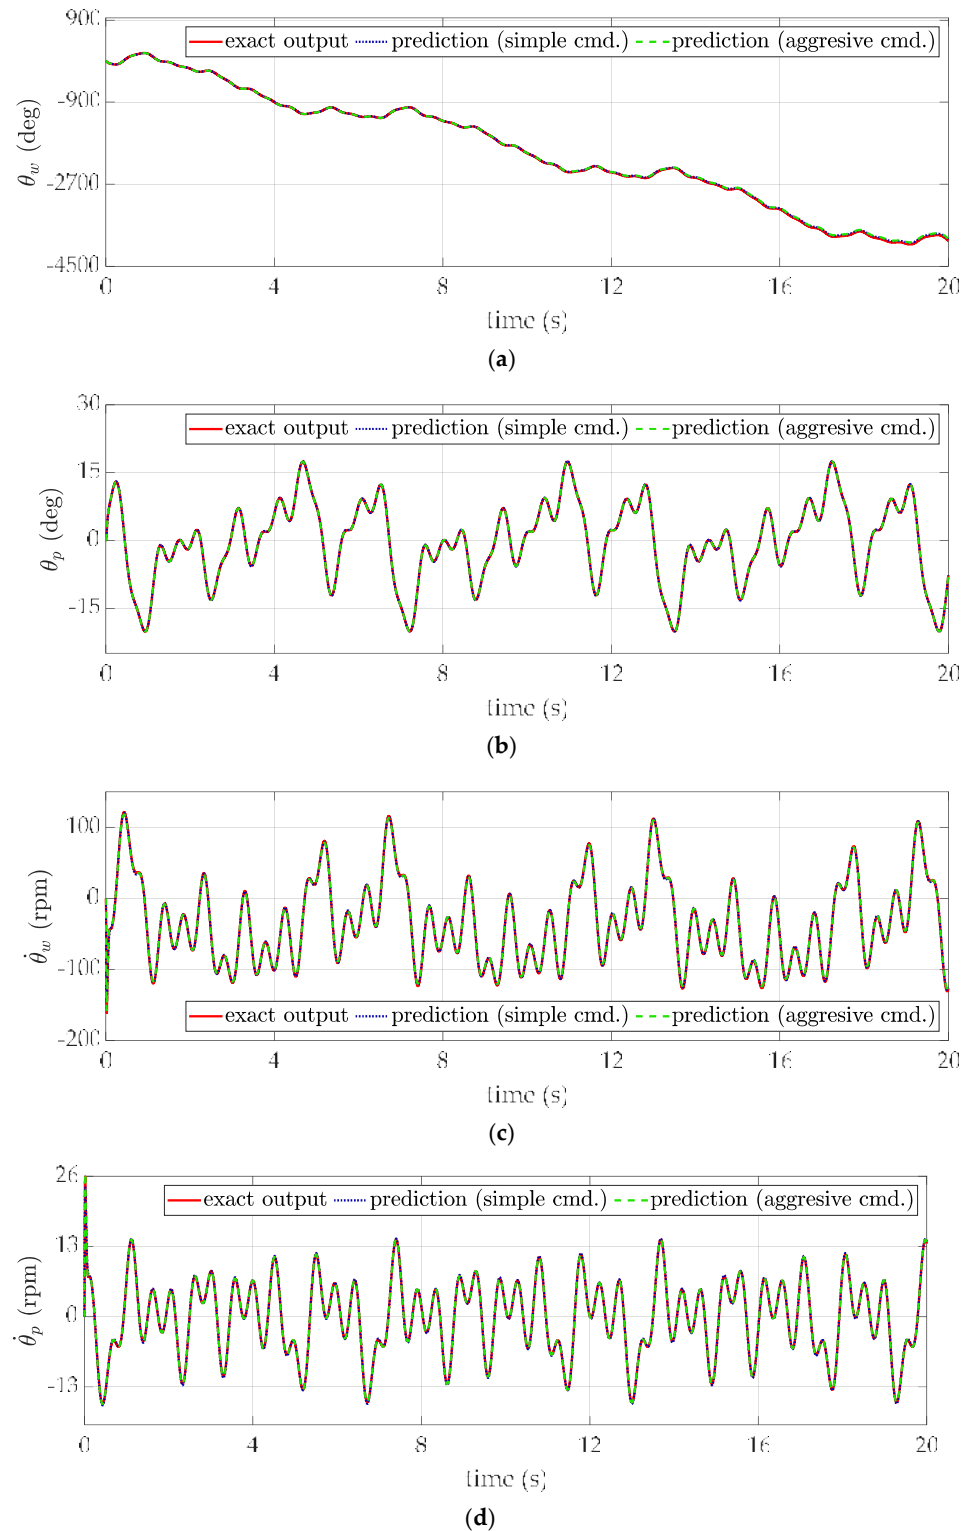 900
exact output prediction (simple cmd.) prediction (aggresive cmd.)
-900
θw (deg)
-2700
-4500
0 4 8 12 16 20
time (s)
(a)
30
exact output prediction (simple cmd.) prediction (aggresive cmd.)
15
θp (deg)
0
-15
0 4 8 12 16 20
time (s)
(b)
100
0
θ̇w (rpm)
-100
exact output prediction (simple cmd.) prediction (aggresive cmd.)
-200
0 4 8 12 16 20
time (s)
(c)
26
exact output prediction (simple cmd.) prediction (aggresive cmd.)
13
θ̇p (rpm)
0
-13
0 4 8 12 16 20
time (s)
(d)